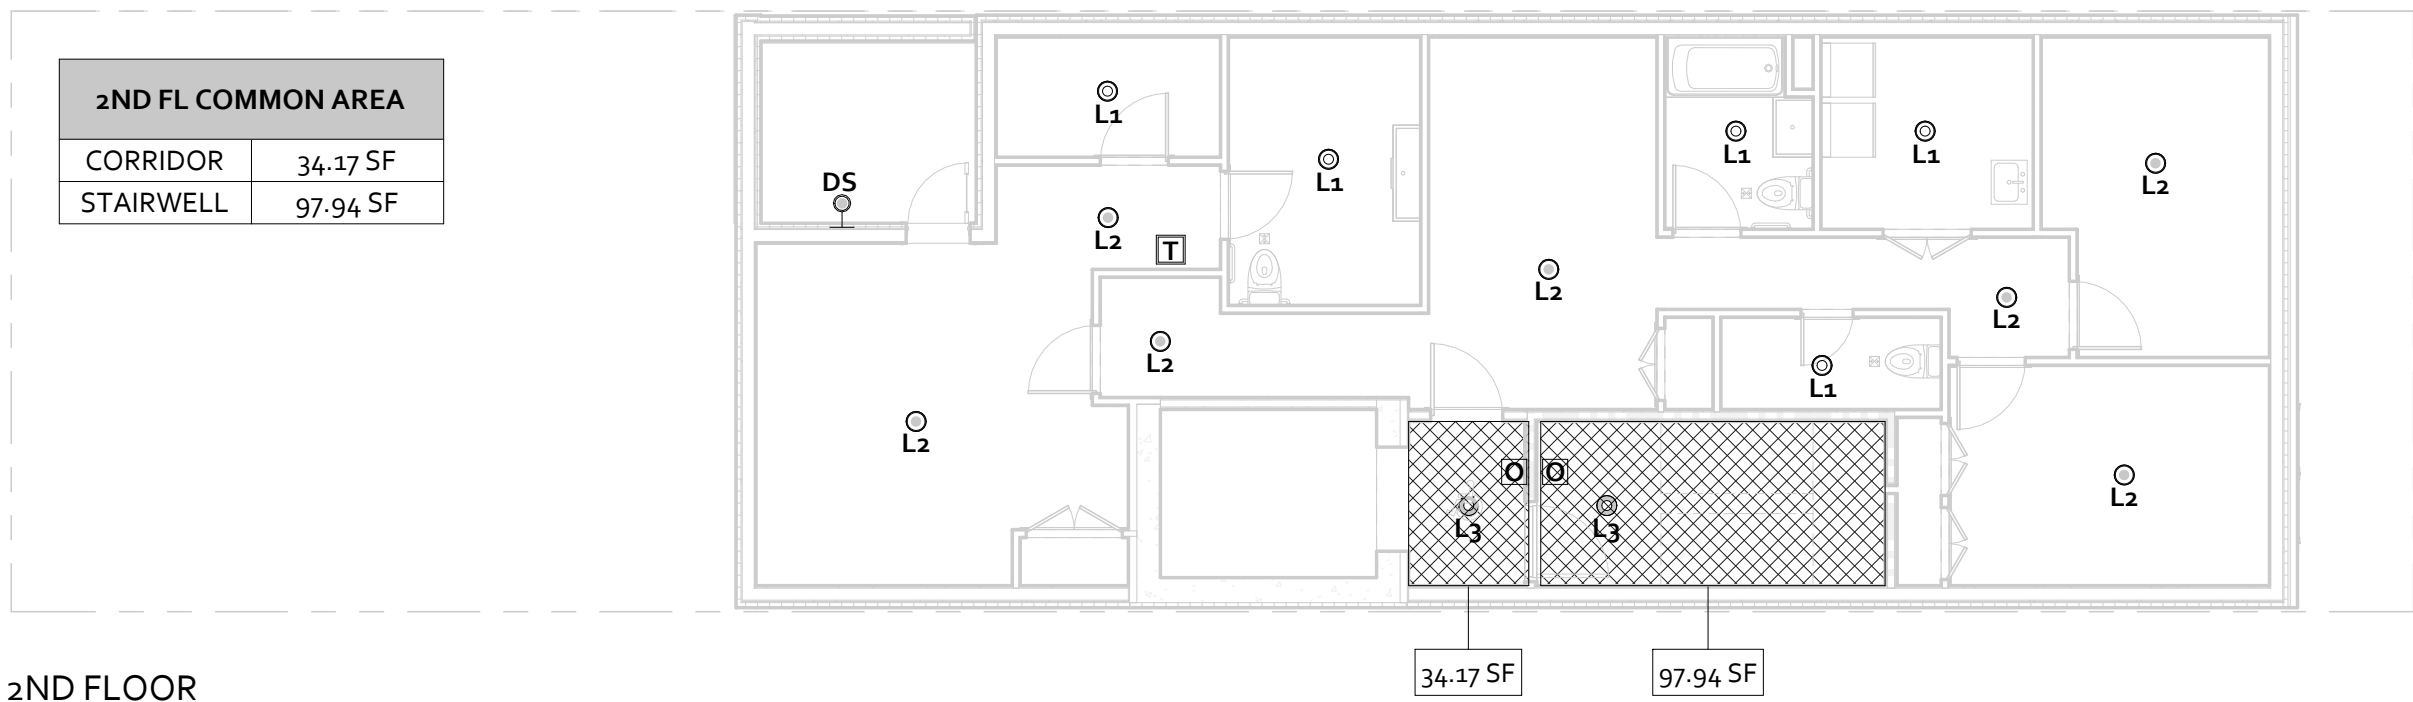 2ND FL COMMON AREA
CORRIDOR 34.17 SF
STAIRWELL 97.94 SF
DS
L1
L2
T
L1
L2
L2
L2
L1
L1
L2
L2
L1
L2
O O
L3 L3
34.17 SF 97.94 SF
2ND FLOOR